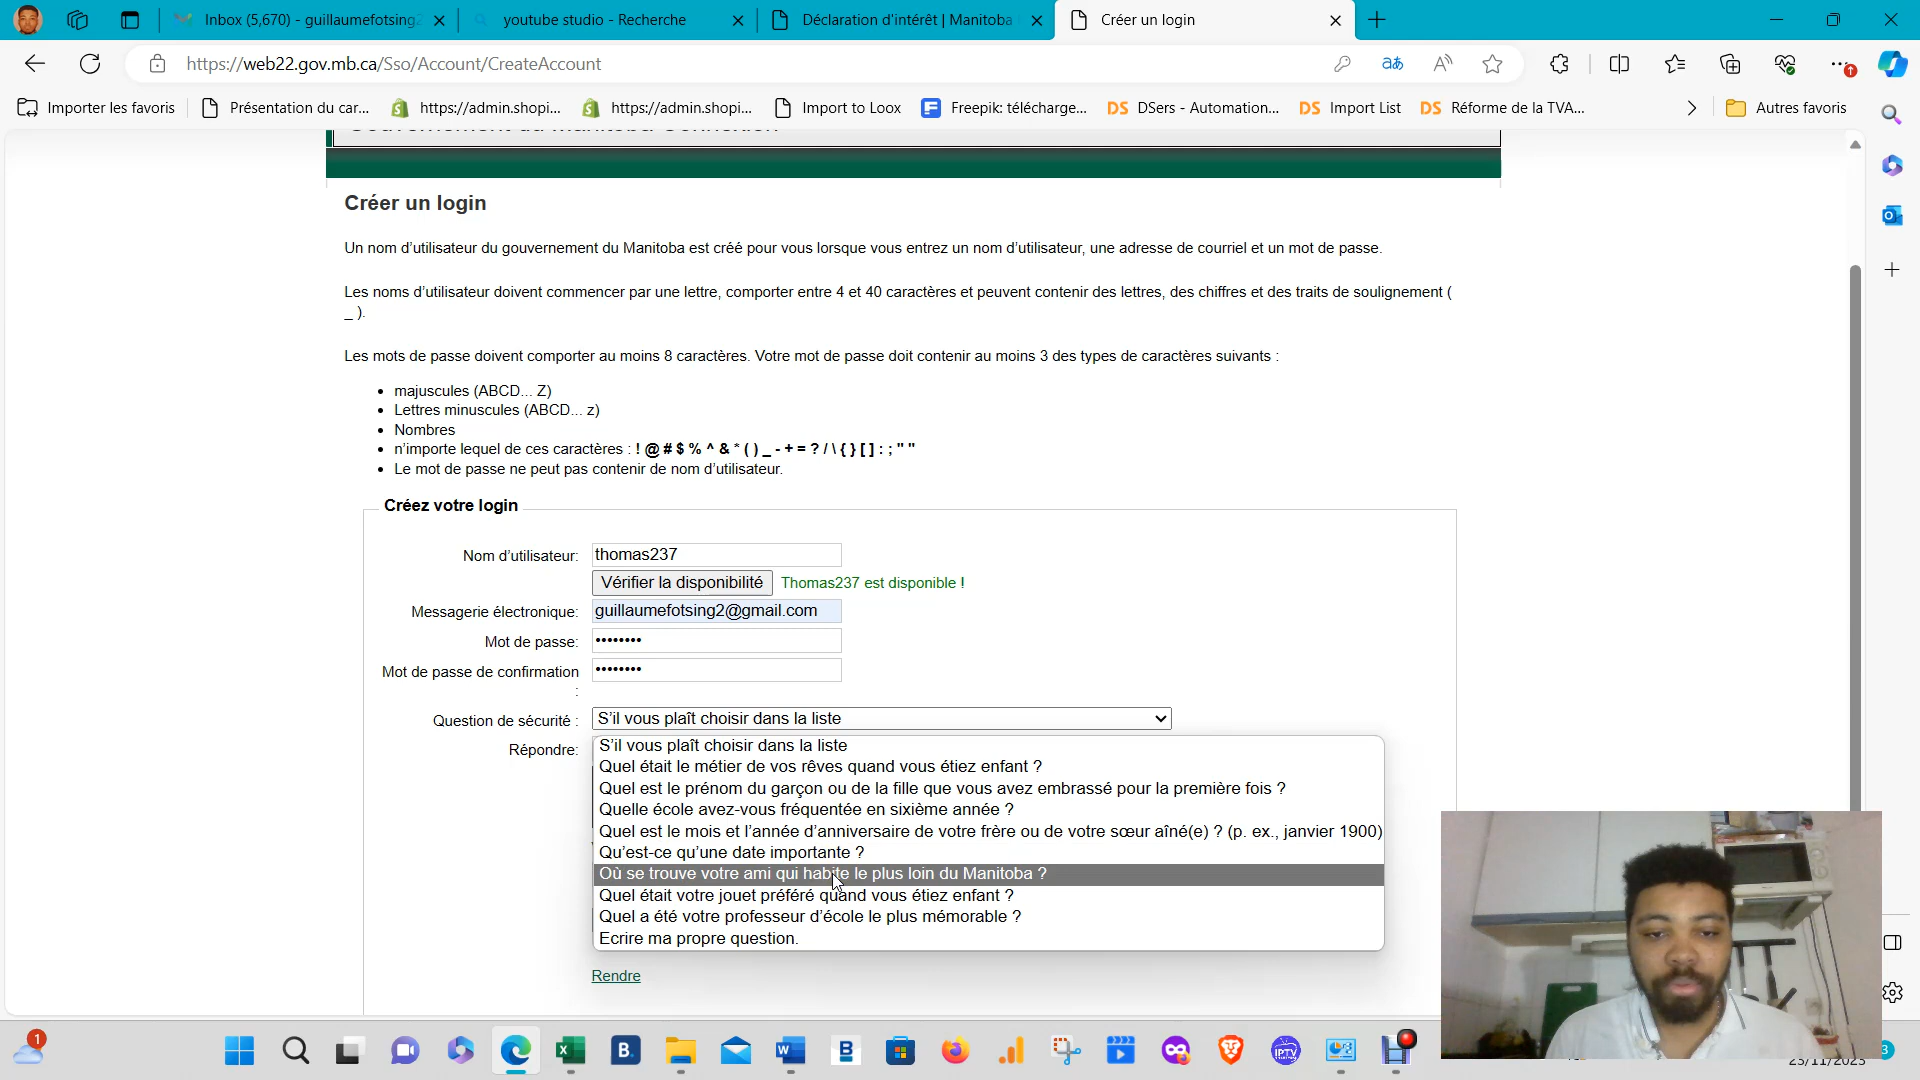 Inbox (5,670) - guillaumefotsing2
youtube studio - Recherche
Déclaration d'intérêt | Manitoba
Créer un login
https://web22.gov.mb.ca/Sso/Account/CreateAccount
Importer les favoris
Présentation du car...
https://admin.shopi...
https://admin.shopi...
Import to Loox
Freepik: télécharge...
DS DSers - Automation...
DS Import List
DS Réforme de la TVA...
Autres favoris
Créer un login
Un nom d'utilisateur du gouvernement du Manitoba est créé pour vous lorsque vous entrez un nom d'utilisateur, une adresse de courriel et un mot de passe.
Les noms d'utilisateur doivent commencer par une lettre, comporter entre 4 et 40 caractères et peuvent contenir des lettres, des chiffres et des traits de soulignement (
_ ).
Les mots de passe doivent comporter au moins 8 caractères. Votre mot de passe doit contenir au moins 3 des types de caractères suivants :
• majuscules (ABCD... Z)
• Lettres minuscules (ABCD... z)
• Nombres
• n'importe lequel de ces caractères : ! @ # $ % ^ & * ( ) _ - + = ? / \ { } [ ] : ; " "
• Le mot de passe ne peut pas contenir de nom d'utilisateur.
Créez votre login
Nom d'utilisateur: thomas237
Vérifier la disponibilité Thomas237 est disponible !
Messagerie électronique: guillaumefotsing2@gmail.com
Mot de passe: ••••••••
Mot de passe de confirmation ••••••••
:
Question de sécurité : S'il vous plaît choisir dans la liste
Répondre:
S'il vous plaît choisir dans la liste
Quel était le métier de vos rêves quand vous étiez enfant ?
Quel est le prénom du garçon ou de la fille que vous avez embrassé pour la première fois ?
Quelle école avez-vous fréquentée en sixième année ?
Quel est le mois et l'année d'anniversaire de votre frère ou de votre sœur aîné(e) ? (p. ex., janvier 1900)
Qu'est-ce qu'une date importante ?
Où se trouve votre ami qui habite le plus loin du Manitoba ?
Quel était votre jouet préféré quand vous étiez enfant ?
Quel a été votre professeur d'école le plus mémorable ?
Ecrire ma propre question.
Rendre
1
B.
IPTV
3